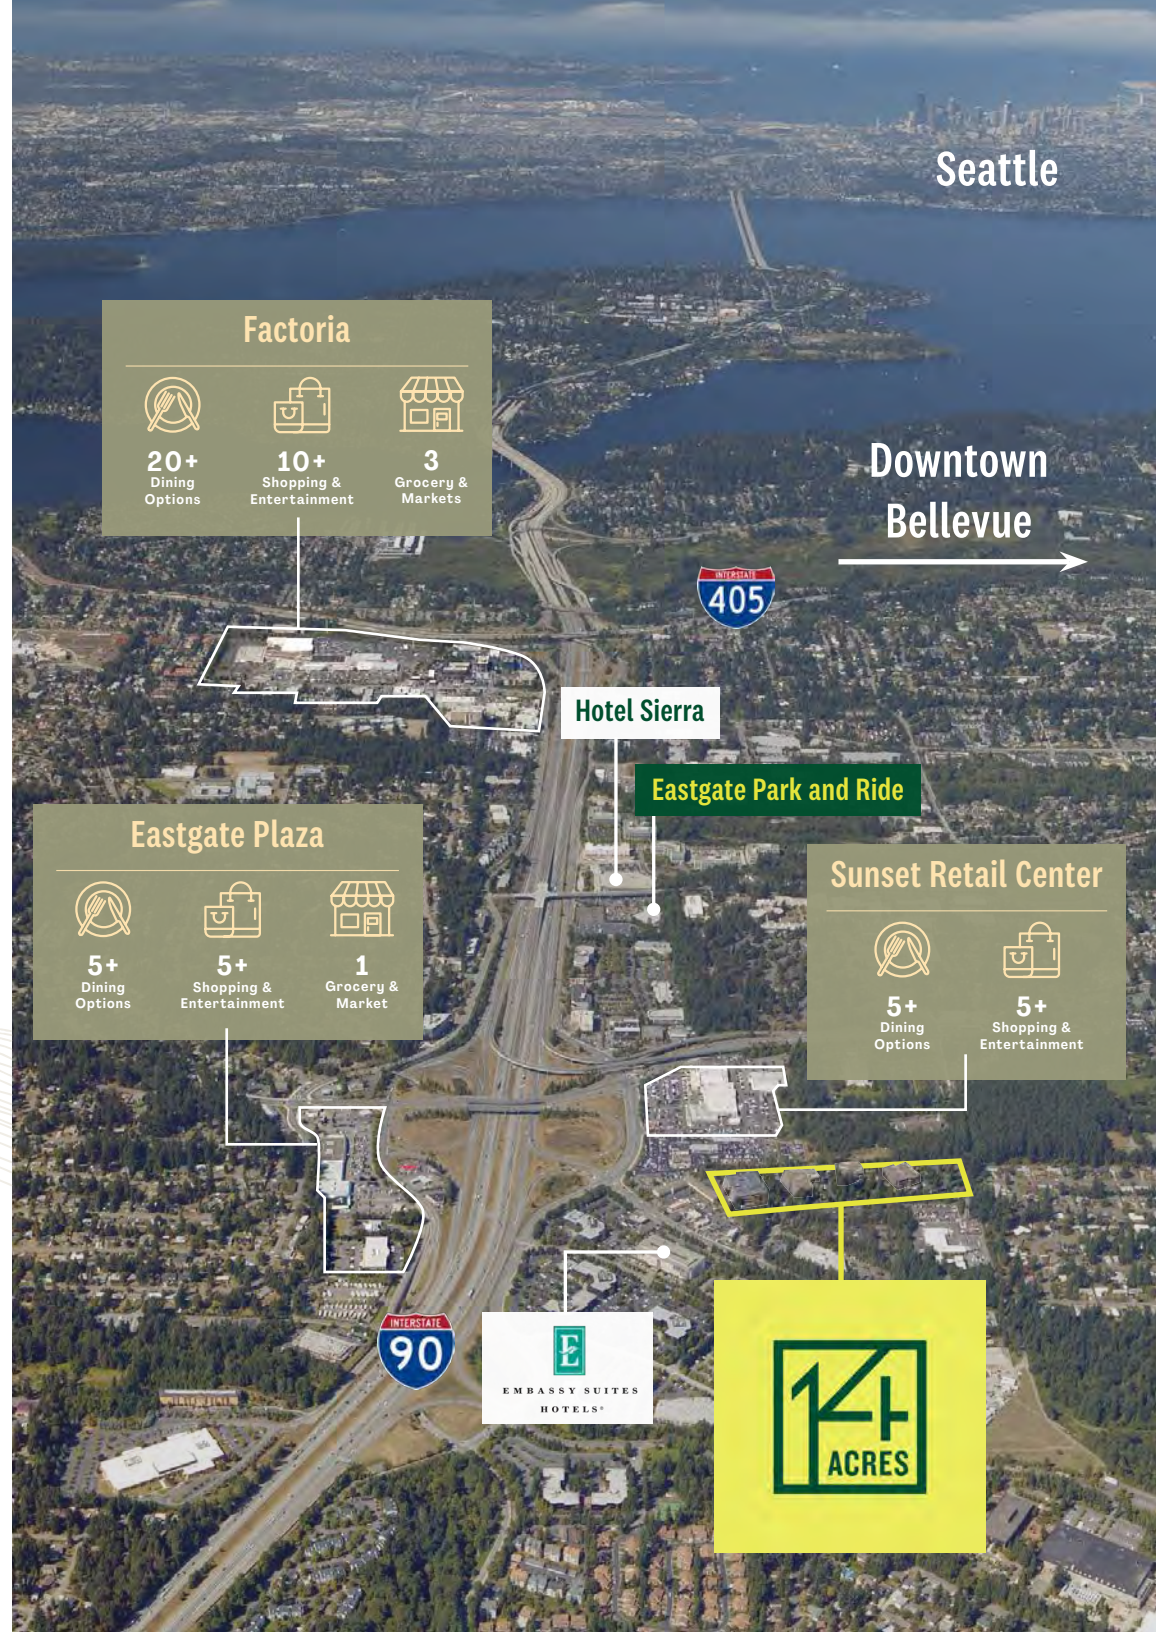 Seattle
Factoria
20+
Dining
Options
10+
Shopping &
Entertainment
3
Grocery &
Markets
Downtown
Bellevue
INTERSTATE
405
Hotel Sierra
Eastgate Park and Ride
Eastgate Plaza
5+
Dining
Options
5+
Shopping &
Entertainment
1
Grocery &
Market
Sunset Retail Center
5+
Dining
Options
5+
Shopping &
Entertainment
INTERSTATE
90
E
EMBASSY SUITES
HOTELS®
14
ACRES